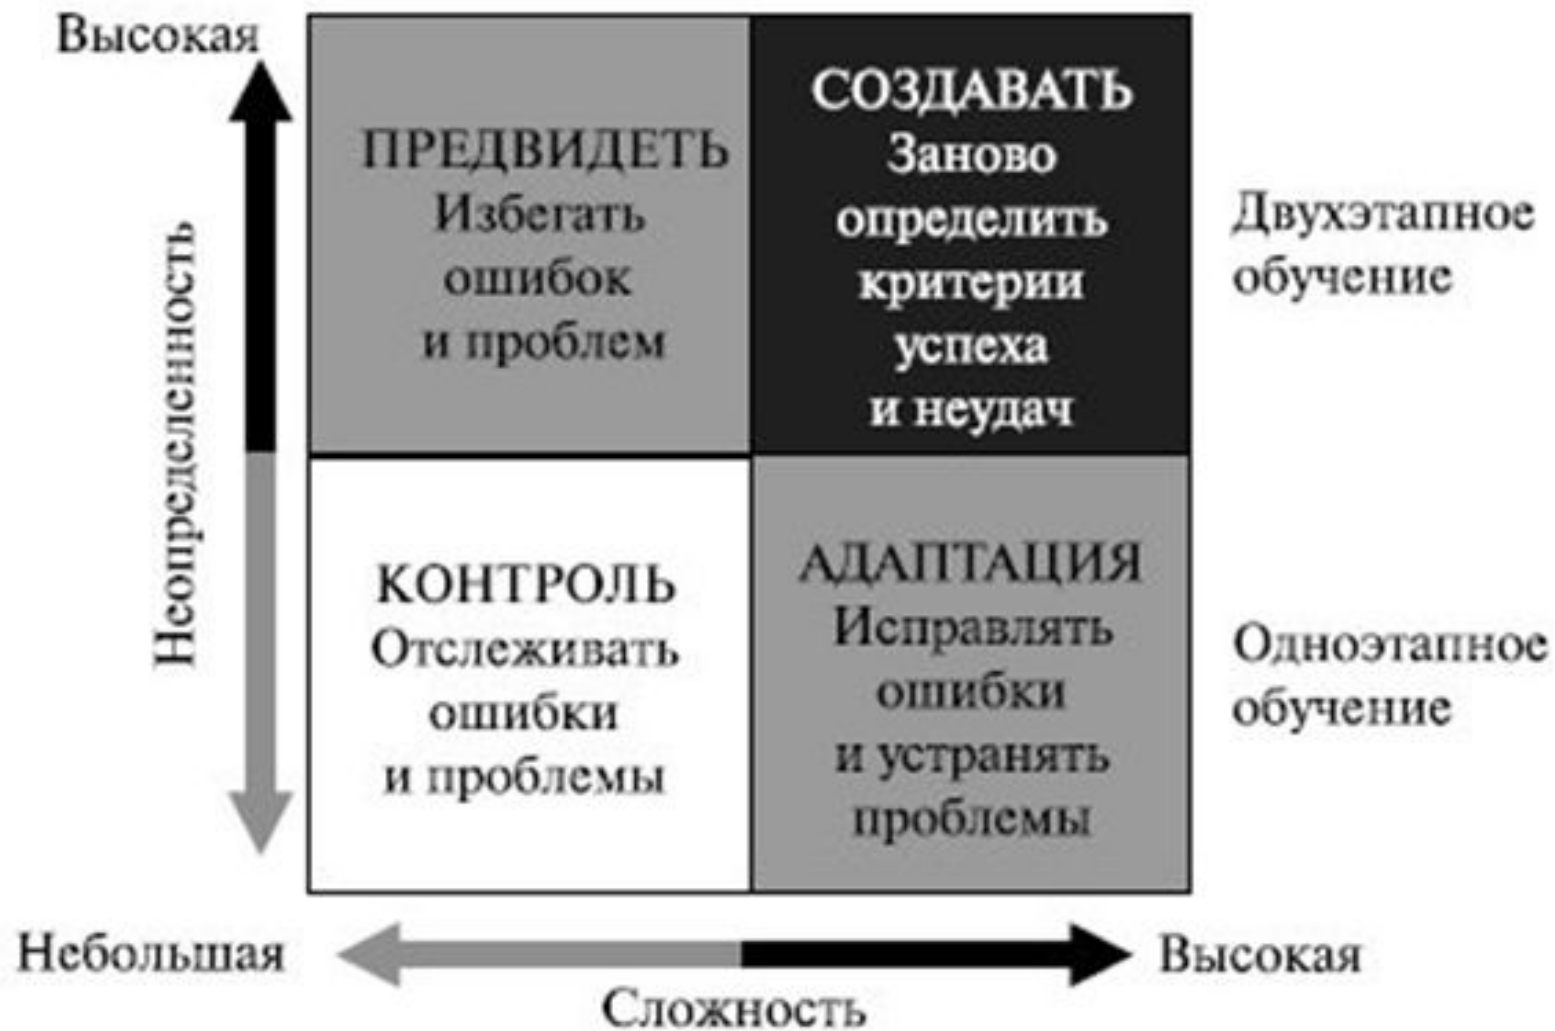 Высокая
Неопределенность
ПРЕДВИДЕТЬ
Избегать
ошибок
и проблем
СОЗДАВАТЬ
Заново
определить
критерии
успеха
и неудач
Двухэтапное
обучение
КОНТРОЛЬ
Отслеживать
ошибки
и проблемы
АДАПТАЦИЯ
Исправлять
ошибки
и устранять
проблемы
Одноэтапное
обучение
Небольшая
Высокая
Сложность